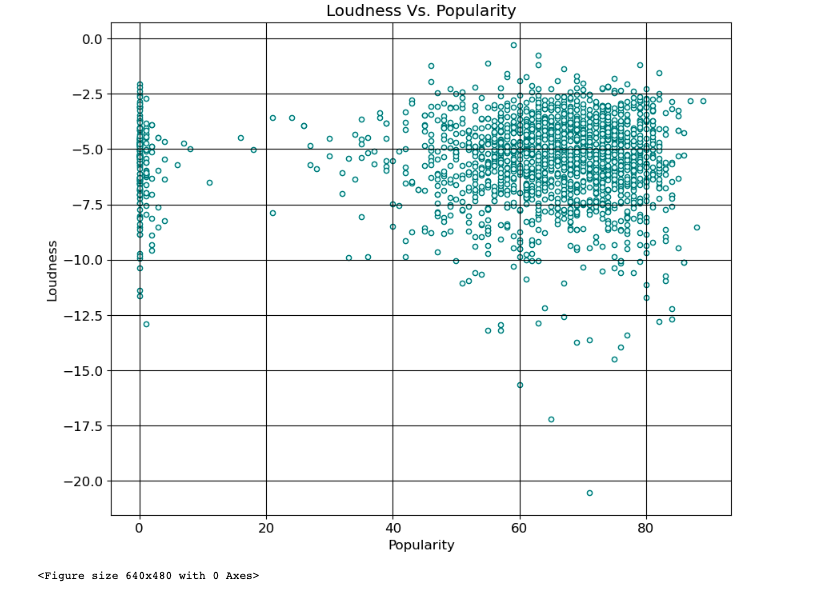 Loudness Vs. Popularity
0.0
−2.5
−5.0
−7.5
−10.0
−12.5
−15.0
−17.5
−20.0
Loudness
0 20 40 60 80
Popularity
<Figure size 640x480 with 0 Axes>